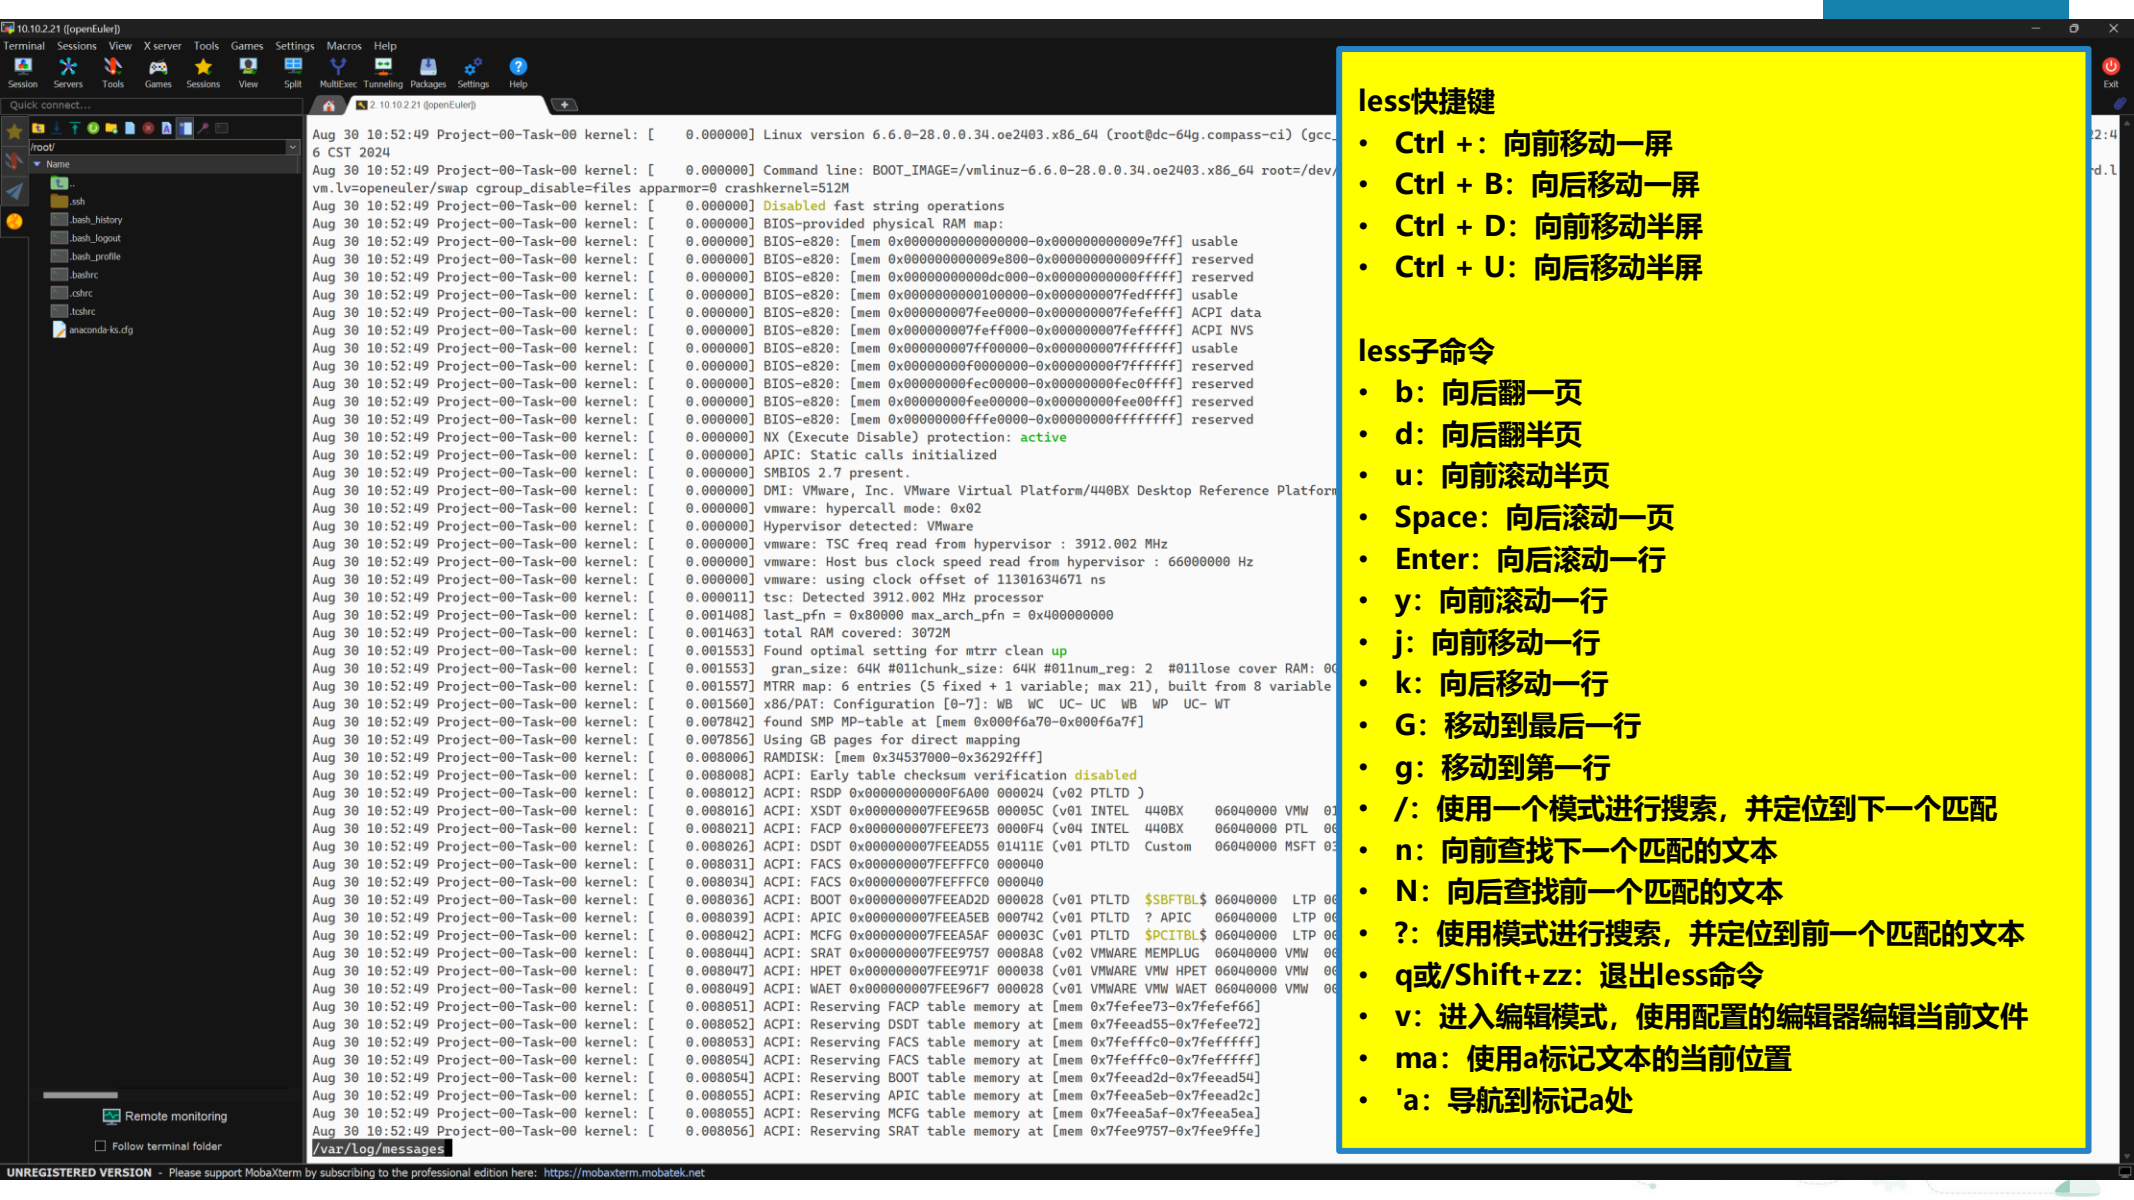 10.10.2.21 ([openEuler])
Terminal Sessions View X server Tools Games Settings Macros Help
Session Servers Tools Games Sessions View Split MultiExec Tunneling Packages Settings Help
Exit
Quick connect...
2. 10.10.2.21 ([openEuler])
/root/
Name
..
.ssh
.bash_history
.bash_logout
.bash_profile
.bashrc
.cshrc
.tcshrc
anaconda-ks.cfg
Remote monitoring
Follow terminal folder
Aug 30 10:52:49 Project-00-Task-00 kernel: [    0.000000] Linux version 6.6.0-28.0.0.34.oe2403.x86_64 (root@dc-64g.compass-ci) (gcc_
22:4
6 CST 2024
Aug 30 10:52:49 Project-00-Task-00 kernel: [    0.000000] Command line: BOOT_IMAGE=/vmlinuz-6.6.0-28.0.0.34.oe2403.x86_64 root=/dev/
rd.l
vm.lv=openeuler/swap cgroup_disable=files apparmor=0 crashkernel=512M
Aug 30 10:52:49 Project-00-Task-00 kernel: [    0.000000] Disabled fast string operations
Aug 30 10:52:49 Project-00-Task-00 kernel: [    0.000000] BIOS-provided physical RAM map:
Aug 30 10:52:49 Project-00-Task-00 kernel: [    0.000000] BIOS-e820: [mem 0x0000000000000000-0x000000000009e7ff] usable
Aug 30 10:52:49 Project-00-Task-00 kernel: [    0.000000] BIOS-e820: [mem 0x000000000009e800-0x000000000009ffff] reserved
Aug 30 10:52:49 Project-00-Task-00 kernel: [    0.000000] BIOS-e820: [mem 0x00000000000dc000-0x00000000000fffff] reserved
Aug 30 10:52:49 Project-00-Task-00 kernel: [    0.000000] BIOS-e820: [mem 0x0000000000100000-0x000000007fedffff] usable
Aug 30 10:52:49 Project-00-Task-00 kernel: [    0.000000] BIOS-e820: [mem 0x000000007fee0000-0x000000007fefefff] ACPI data
Aug 30 10:52:49 Project-00-Task-00 kernel: [    0.000000] BIOS-e820: [mem 0x000000007feff000-0x000000007fefffff] ACPI NVS
Aug 30 10:52:49 Project-00-Task-00 kernel: [    0.000000] BIOS-e820: [mem 0x000000007ff00000-0x000000007fffffff] usable
Aug 30 10:52:49 Project-00-Task-00 kernel: [    0.000000] BIOS-e820: [mem 0x00000000f0000000-0x00000000f7ffffff] reserved
Aug 30 10:52:49 Project-00-Task-00 kernel: [    0.000000] BIOS-e820: [mem 0x00000000fec00000-0x00000000fec0ffff] reserved
Aug 30 10:52:49 Project-00-Task-00 kernel: [    0.000000] BIOS-e820: [mem 0x00000000fee00000-0x00000000fee00fff] reserved
Aug 30 10:52:49 Project-00-Task-00 kernel: [    0.000000] BIOS-e820: [mem 0x00000000fffe0000-0x00000000ffffffff] reserved
Aug 30 10:52:49 Project-00-Task-00 kernel: [    0.000000] NX (Execute Disable) protection: active
Aug 30 10:52:49 Project-00-Task-00 kernel: [    0.000000] APIC: Static calls initialized
Aug 30 10:52:49 Project-00-Task-00 kernel: [    0.000000] SMBIOS 2.7 present.
Aug 30 10:52:49 Project-00-Task-00 kernel: [    0.000000] DMI: VMware, Inc. VMware Virtual Platform/440BX Desktop Reference Platform
Aug 30 10:52:49 Project-00-Task-00 kernel: [    0.000000] vmware: hypercall mode: 0x02
Aug 30 10:52:49 Project-00-Task-00 kernel: [    0.000000] Hypervisor detected: VMware
Aug 30 10:52:49 Project-00-Task-00 kernel: [    0.000000] vmware: TSC freq read from hypervisor : 3912.002 MHz
Aug 30 10:52:49 Project-00-Task-00 kernel: [    0.000000] vmware: Host bus clock speed read from hypervisor : 66000000 Hz
Aug 30 10:52:49 Project-00-Task-00 kernel: [    0.000000] vmware: using clock offset of 11301634671 ns
Aug 30 10:52:49 Project-00-Task-00 kernel: [    0.000011] tsc: Detected 3912.002 MHz processor
Aug 30 10:52:49 Project-00-Task-00 kernel: [    0.001408] last_pfn = 0x80000 max_arch_pfn = 0x400000000
Aug 30 10:52:49 Project-00-Task-00 kernel: [    0.001463] total RAM covered: 3072M
Aug 30 10:52:49 Project-00-Task-00 kernel: [    0.001553] Found optimal setting for mtrr clean up
Aug 30 10:52:49 Project-00-Task-00 kernel: [    0.001553]  gran_size: 64K #011chunk_size: 64K #011num_reg: 2  #011lose cover RAM: 0G
Aug 30 10:52:49 Project-00-Task-00 kernel: [    0.001557] MTRR map: 6 entries (5 fixed + 1 variable; max 21), built from 8 variable
Aug 30 10:52:49 Project-00-Task-00 kernel: [    0.001560] x86/PAT: Configuration [0-7]: WB  WC  UC- UC  WB  WP  UC- WT
Aug 30 10:52:49 Project-00-Task-00 kernel: [    0.007842] found SMP MP-table at [mem 0x000f6a70-0x000f6a7f]
Aug 30 10:52:49 Project-00-Task-00 kernel: [    0.007856] Using GB pages for direct mapping
Aug 30 10:52:49 Project-00-Task-00 kernel: [    0.008006] RAMDISK: [mem 0x34537000-0x36292fff]
Aug 30 10:52:49 Project-00-Task-00 kernel: [    0.008008] ACPI: Early table checksum verification disabled
Aug 30 10:52:49 Project-00-Task-00 kernel: [    0.008012] ACPI: RSDP 0x00000000000F6A00 000024 (v02 PTLTD )
Aug 30 10:52:49 Project-00-Task-00 kernel: [    0.008016] ACPI: XSDT 0x000000007FEE965B 00005C (v01 INTEL  440BX    06040000 VMW  01
Aug 30 10:52:49 Project-00-Task-00 kernel: [    0.008021] ACPI: FACP 0x000000007FEFEE73 0000F4 (v04 INTEL  440BX    06040000 PTL  00
Aug 30 10:52:49 Project-00-Task-00 kernel: [    0.008026] ACPI: DSDT 0x000000007FEEAD55 01411E (v01 PTLTD  Custom   06040000 MSFT 03
Aug 30 10:52:49 Project-00-Task-00 kernel: [    0.008031] ACPI: FACS 0x000000007FEFFFC0 000040
Aug 30 10:52:49 Project-00-Task-00 kernel: [    0.008034] ACPI: FACS 0x000000007FEFFFC0 000040
Aug 30 10:52:49 Project-00-Task-00 kernel: [    0.008036] ACPI: BOOT 0x000000007FEEAD2D 000028 (v01 PTLTD  $SBFTBL$ 06040000  LTP 00
Aug 30 10:52:49 Project-00-Task-00 kernel: [    0.008039] ACPI: APIC 0x000000007FEEA5EB 000742 (v01 PTLTD  ? APIC   06040000  LTP 00
Aug 30 10:52:49 Project-00-Task-00 kernel: [    0.008042] ACPI: MCFG 0x000000007FEEA5AF 00003C (v01 PTLTD  $PCITBL$ 06040000  LTP 00
Aug 30 10:52:49 Project-00-Task-00 kernel: [    0.008044] ACPI: SRAT 0x000000007FEE9757 0008A8 (v02 VMWARE MEMPLUG  06040000 VMW  00
Aug 30 10:52:49 Project-00-Task-00 kernel: [    0.008047] ACPI: HPET 0x000000007FEE971F 000038 (v01 VMWARE VMW HPET 06040000 VMW  00
Aug 30 10:52:49 Project-00-Task-00 kernel: [    0.008049] ACPI: WAET 0x000000007FEE96F7 000028 (v01 VMWARE VMW WAET 06040000 VMW  00
Aug 30 10:52:49 Project-00-Task-00 kernel: [    0.008051] ACPI: Reserving FACP table memory at [mem 0x7fefee73-0x7fefef66]
Aug 30 10:52:49 Project-00-Task-00 kernel: [    0.008052] ACPI: Reserving DSDT table memory at [mem 0x7feead55-0x7fefee72]
Aug 30 10:52:49 Project-00-Task-00 kernel: [    0.008053] ACPI: Reserving FACS table memory at [mem 0x7fefffc0-0x7fefffff]
Aug 30 10:52:49 Project-00-Task-00 kernel: [    0.008054] ACPI: Reserving FACS table memory at [mem 0x7fefffc0-0x7fefffff]
Aug 30 10:52:49 Project-00-Task-00 kernel: [    0.008054] ACPI: Reserving BOOT table memory at [mem 0x7feead2d-0x7feead54]
Aug 30 10:52:49 Project-00-Task-00 kernel: [    0.008055] ACPI: Reserving APIC table memory at [mem 0x7feea5eb-0x7feead2c]
Aug 30 10:52:49 Project-00-Task-00 kernel: [    0.008055] ACPI: Reserving MCFG table memory at [mem 0x7feea5af-0x7feea5ea]
Aug 30 10:52:49 Project-00-Task-00 kernel: [    0.008056] ACPI: Reserving SRAT table memory at [mem 0x7fee9757-0x7fee9ffe]
/var/log/messages
less快捷键
• Ctrl +：向前移动一屏
• Ctrl + B：向后移动一屏
• Ctrl + D：向前移动半屏
• Ctrl + U：向后移动半屏
less子命令
• b：向后翻一页
• d：向后翻半页
• u：向前滚动半页
• Space：向后滚动一页
• Enter：向后滚动一行
• y：向前滚动一行
• j：向前移动一行
• k：向后移动一行
• G：移动到最后一行
• g：移动到第一行
• /：使用一个模式进行搜索，并定位到下一个匹配
• n：向前查找下一个匹配的文本
• N：向后查找前一个匹配的文本
• ?：使用模式进行搜索，并定位到前一个匹配的文本
• q或/Shift+zz：退出less命令
• v：进入编辑模式，使用配置的编辑器编辑当前文件
• ma：使用a标记文本的当前位置
• 'a：导航到标记a处
UNREGISTERED VERSION - Please support MobaXterm by subscribing to the professional edition here: https://mobaxterm.mobatek.net